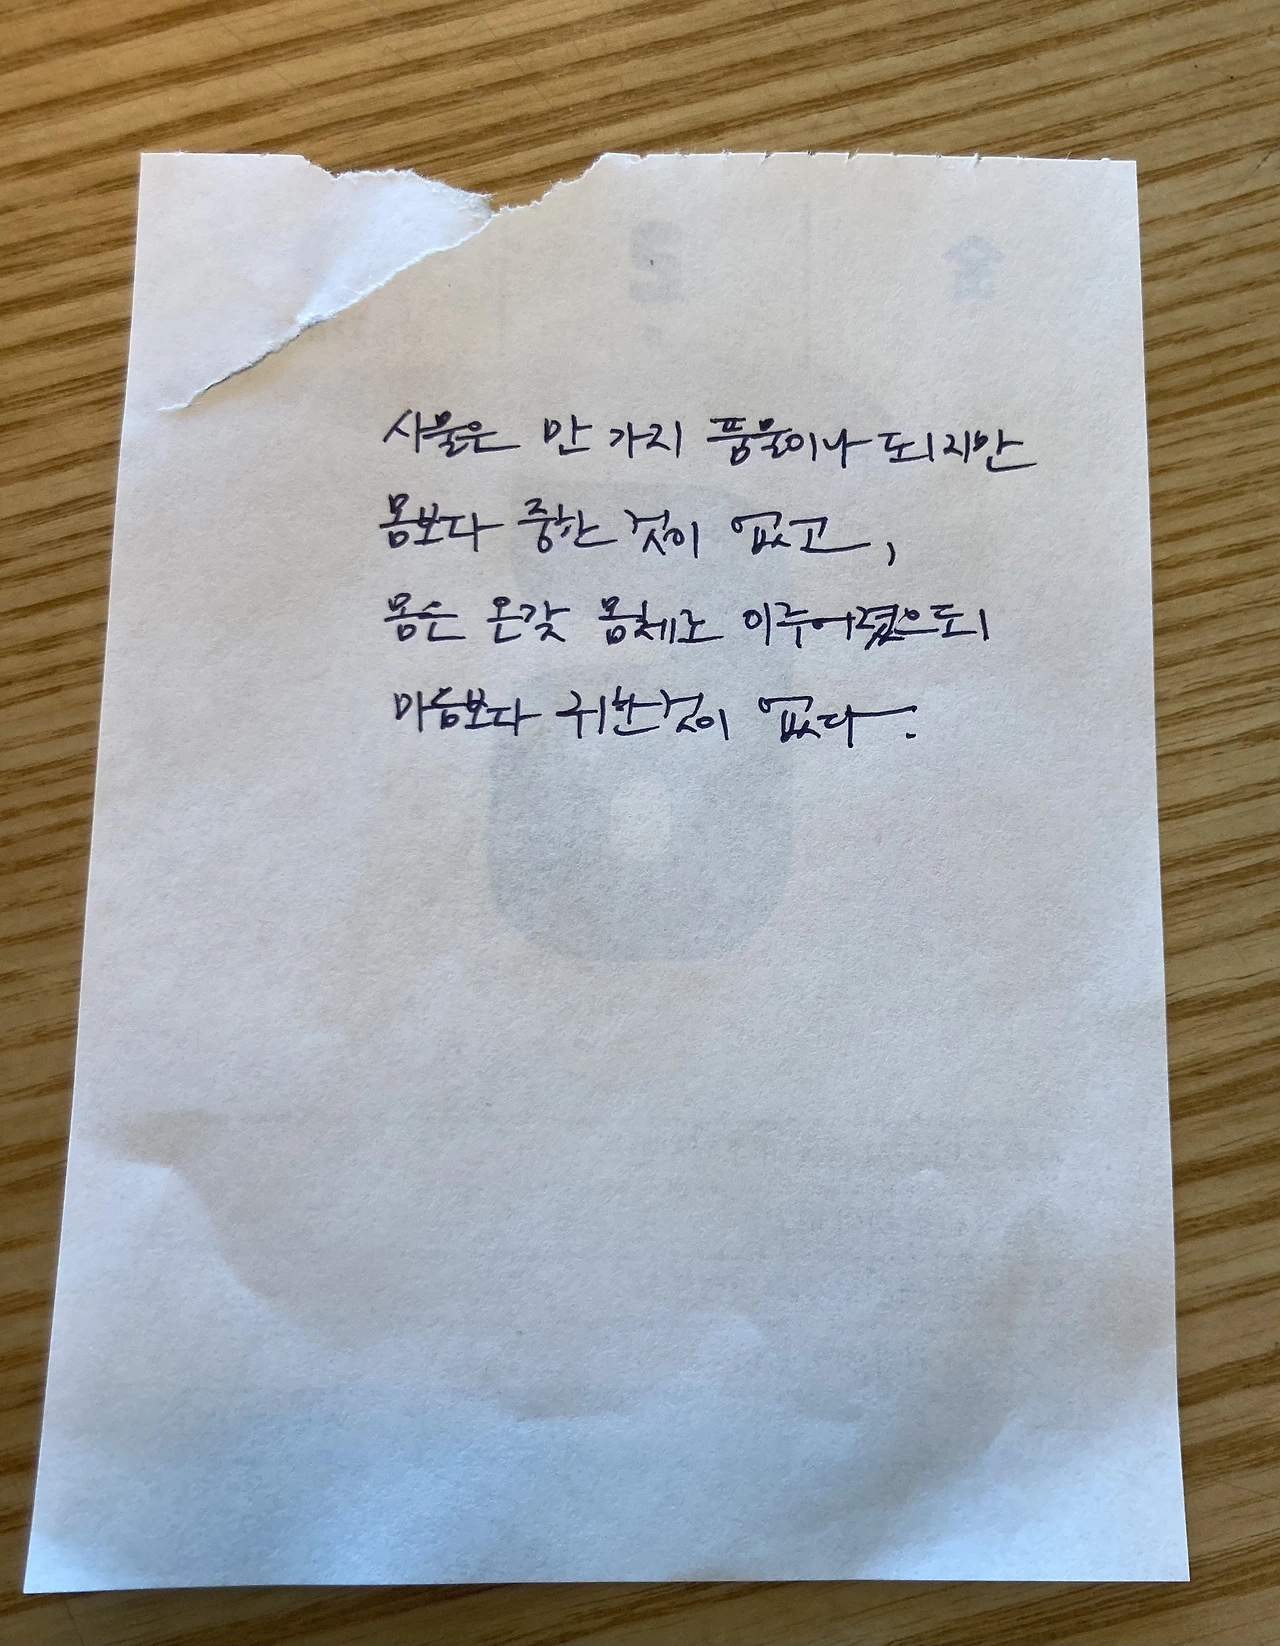 사물은 만 가지 품물이나 되지만
몸보다 중한 것이 없고,
몸은 온갖 몸체로 이루어졌으되
마음보다 귀한것이 없다.